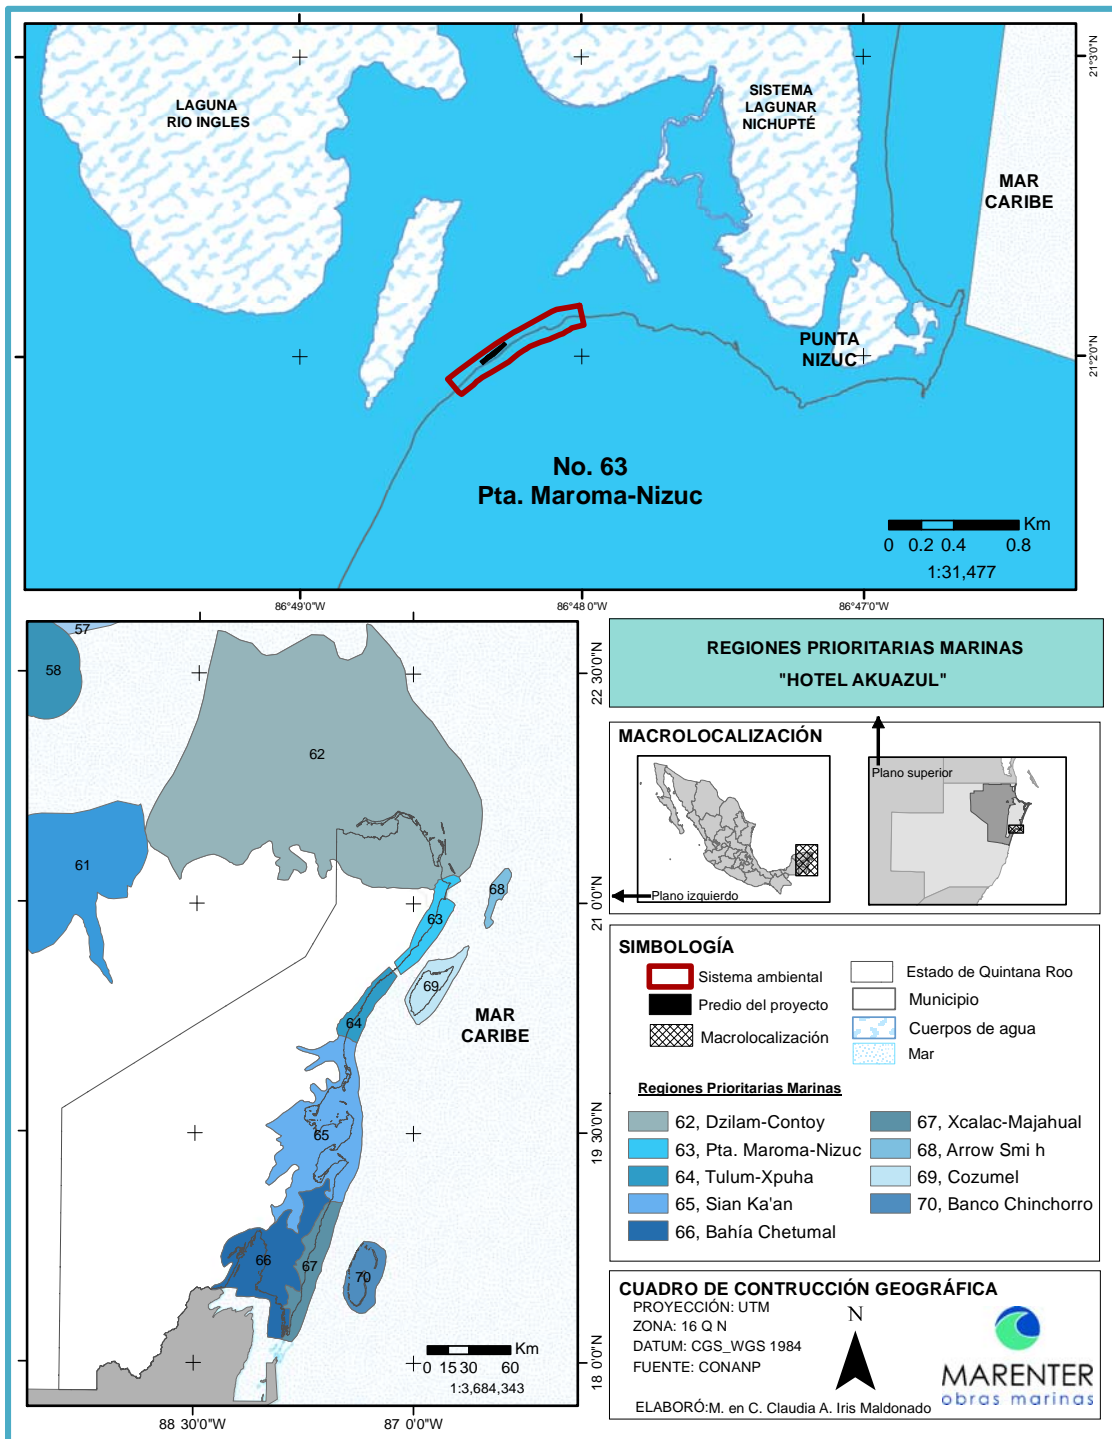 LAGUNA
RIO INGLES
SISTEMA
LAGUNAR
NICHUPTÉ
MAR
CARIBE
PUNTA
NIZUC
No. 63
Pta. Maroma-Nizuc
Km
0 0.2 0.4 0.8
1:31,477
21°3'0"N
21°2'0"N
86°49'0"W
86°48 0"W
86°47'0"W
57
58
62
61
68
63
69
64
MAR
CARIBE
65
66
67
70
Km
0 15 30 60
1:3,684,343
22 30'0"N
21 0'0"N
19 30'0"N
18 0'0"N
88 30'0"W
87 0'0"W
REGIONES PRIORITARIAS MARINAS
"HOTEL AKUAZUL"
MACROLOCALIZACIÓN
Plano superior
Plano izquierdo
SIMBOLOGÍA
Sistema ambiental
Predio del proyecto
Macrolocalización
Estado de Quintana Roo
Municipio
Cuerpos de agua
Mar
Regiones Prioritarias Marinas
62, Dzilam-Contoy
63, Pta. Maroma-Nizuc
64, Tulum-Xpuha
65, Sian Ka'an
66, Bahía Chetumal
67, Xcalac-Majahual
68, Arrow Smi h
69, Cozumel
70, Banco Chinchorro
CUADRO DE CONTRUCCIÓN GEOGRÁFICA
PROYECCIÓN: UTM
ZONA: 16 Q N
DATUM: CGS_WGS 1984
FUENTE: CONANP
N
ELABORÓ:M. en C. Claudia A. Iris Maldonado
MARENTER
obras marinas